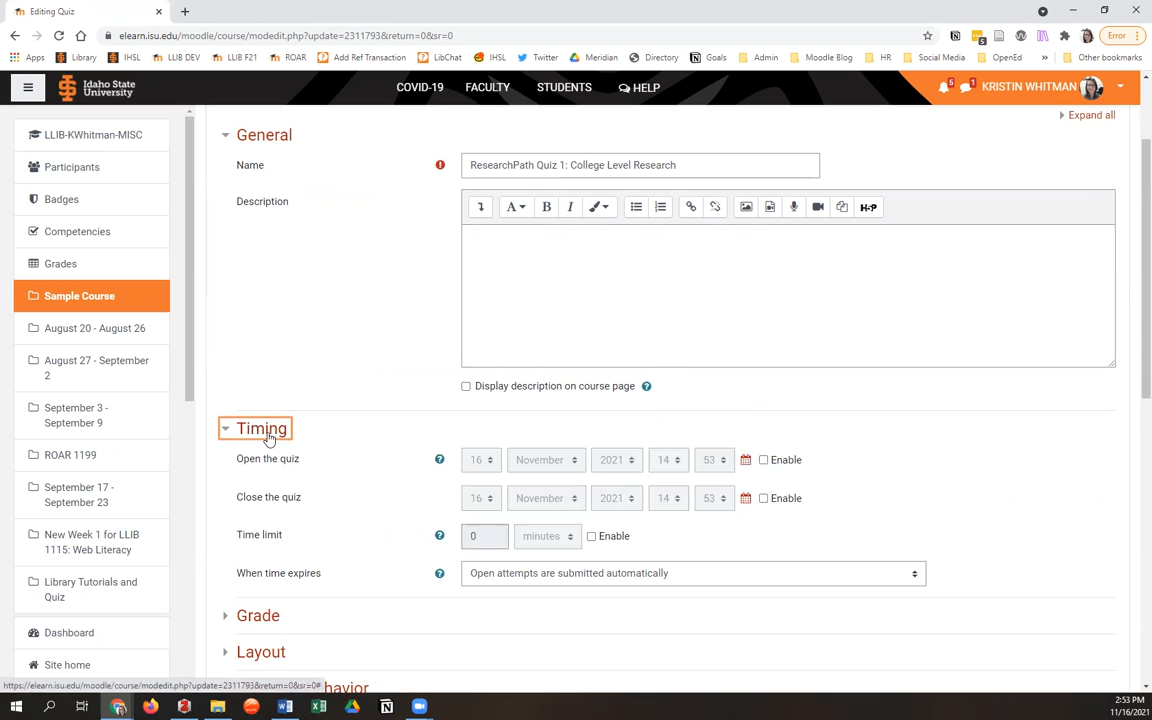 Editing Quiz
elearn.isu.edu/moodle/course/modedit.php?update=2311793&return=0&sr=0
Error
Apps Library IHSL LLIB DEV LLIB F21 ROAR Add Ref Transaction LibChat IHSL Twitter Meridian Directory Goals About Moodle Blog HR Social Media OpenEd » Other bookmarks
Idaho State University
COVID-19 FACULTY STUDENTS HELP
5 1 KRISTIN WHITMAN
LLIB-KWhitman-MISC
Participants
Badges
Competencies
Grades
Sample Course
August 20 - August 26
August 27 - September 2
September 3 - September 9
ROAR 1199
September 17 - September 23
New Week 1 for LLIB 1115: Web Literacy
Library Tutorials and Quiz
Dashboard
Site home
Expand all
General
Name ResearchPath Quiz 1: College Level Research
Description
A B I H-P
Display description on course page
Timing
Open the quiz 16 November 2021 14 53 Enable
Close the quiz 16 November 2021 14 53 Enable
Time limit 0 minutes Enable
When time expires Open attempts are submitted automatically
Grade
Layout
havior
https://elearn.isu.edu/moodle/course/modedit.php?update=2311793&return=0&sr=0#
2:53 PM
11/16/2021